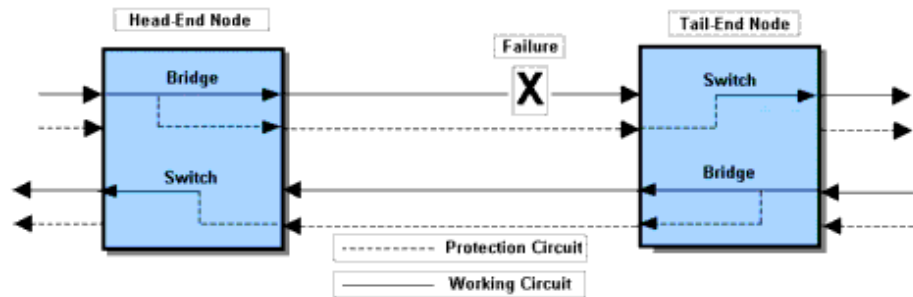 Head-End Node
Tail-End Node
Failure
X
Bridge
Switch
Switch
Bridge
Protection Circuit
Working Circuit